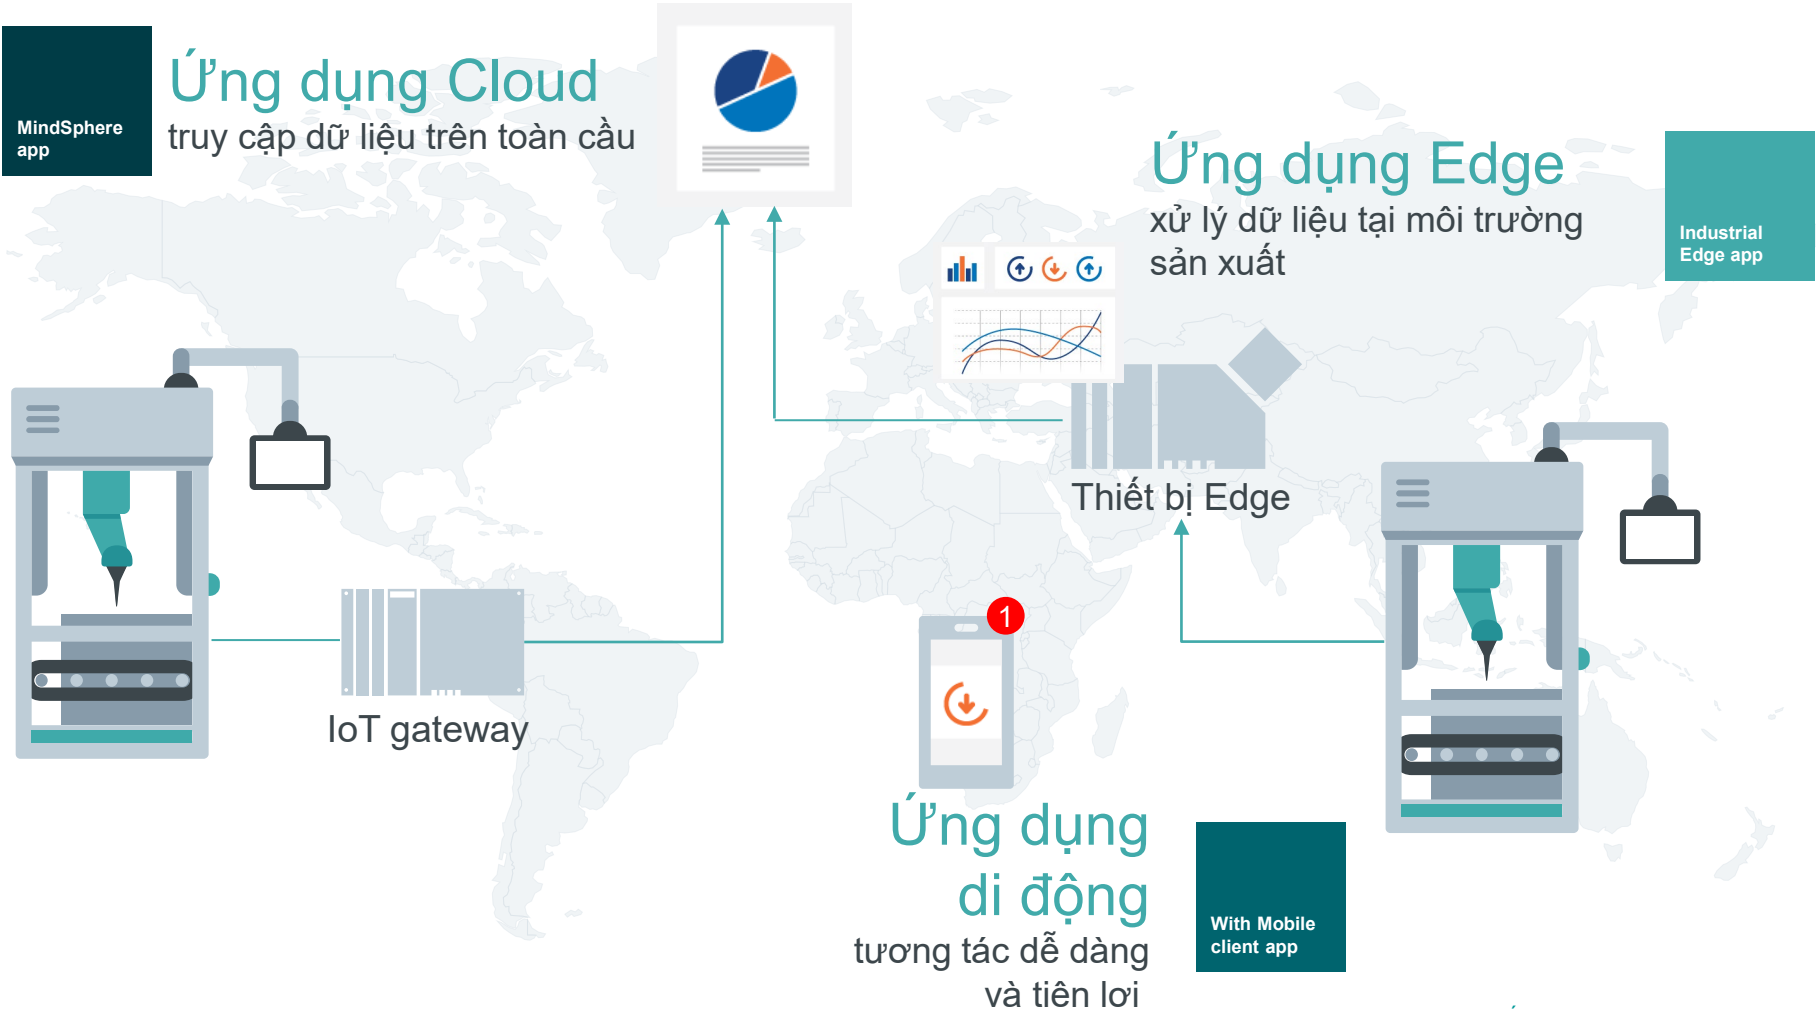 MindSphere
app
Ứng dụng Cloud
truy cập dữ liệu trên toàn cầu
Ứng dụng Edge
xử lý dữ liệu tại môi trường
sản xuất
Industrial
Edge app
Thiết bị Edge
IoT gateway
1
Ứng dụng
di động
tương tác dễ dàng
và tiên lơi
With Mobile
client app